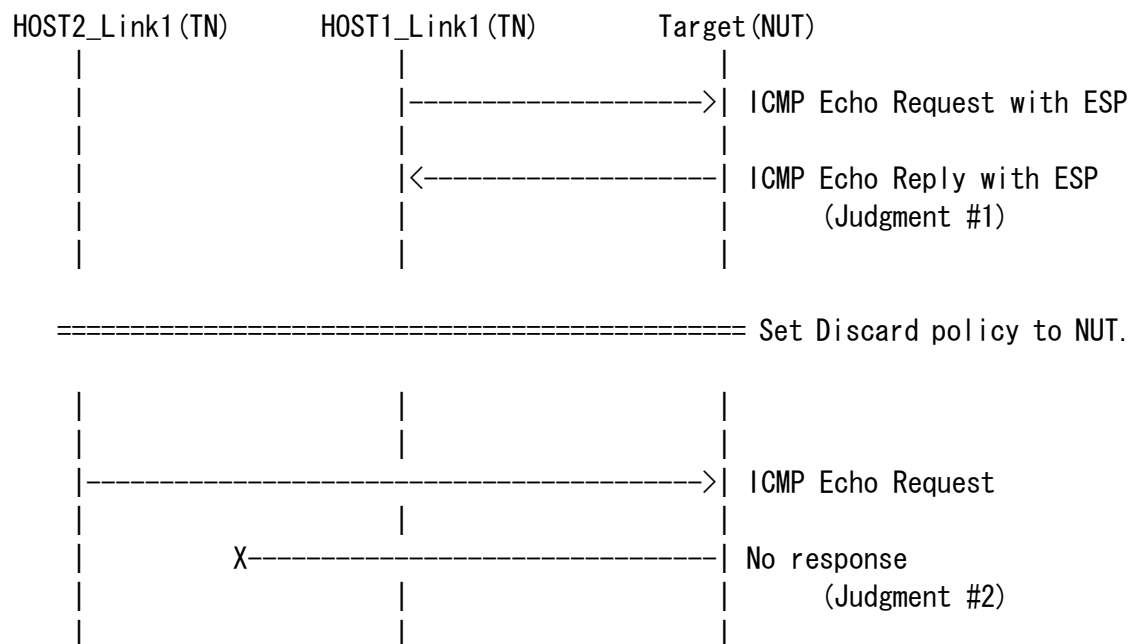 HOST2_Link1(TN) HOST1_Link1(TN) Target(NUT)
ICMP Echo Request with ESP
ICMP Echo Reply with ESP
(Judgment #1)
Set Discard policy to NUT.
ICMP Echo Request
X
No response
(Judgment #2)